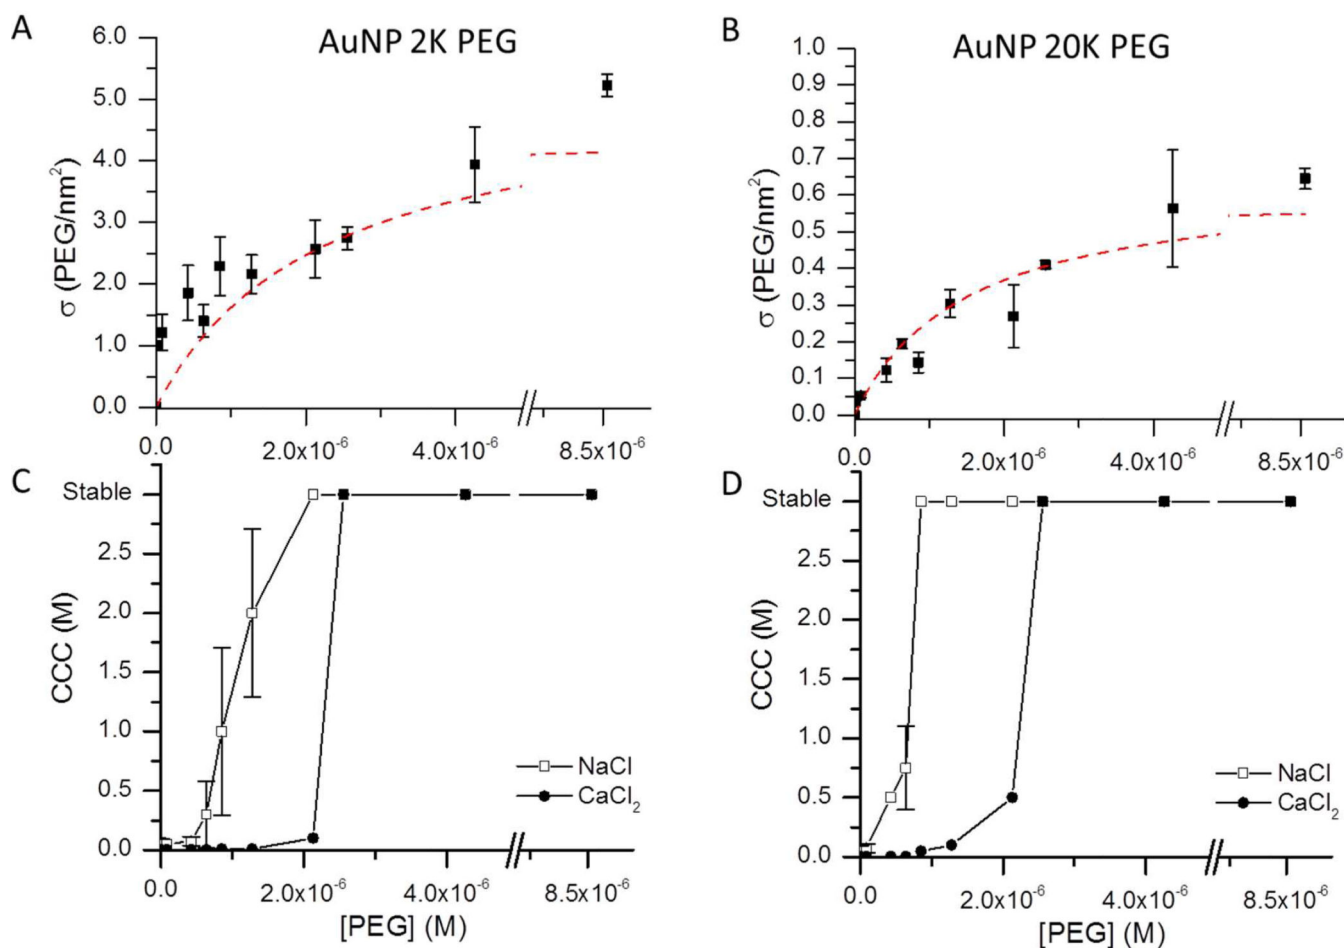 A
AuNP 2K PEG
6.0
5.0
4.0
3.0
2.0
1.0
0.0
σ (PEG/nm²)
0.0
2.0x10⁻⁶
4.0x10⁻⁶
8.5x10⁻⁶
B
AuNP 20K PEG
1.0
0.9
0.8
0.7
0.6
0.5
0.4
0.3
0.2
0.1
0.0
σ (PEG/nm²)
0.0
2.0x10⁻⁶
4.0x10⁻⁶
8.5x10⁻⁶
C
Stable
2.5
2.0
1.5
1.0
0.5
0.0
CCC (M)
NaCl
CaCl₂
0.0
2.0x10⁻⁶
4.0x10⁻⁶
8.5x10⁻⁶
[PEG] (M)
D
Stable
2.5
2.0
1.5
1.0
0.5
0.0
CCC (M)
NaCl
CaCl₂
0.0
2.0x10⁻⁶
4.0x10⁻⁶
8.5x10⁻⁶
[PEG] (M)